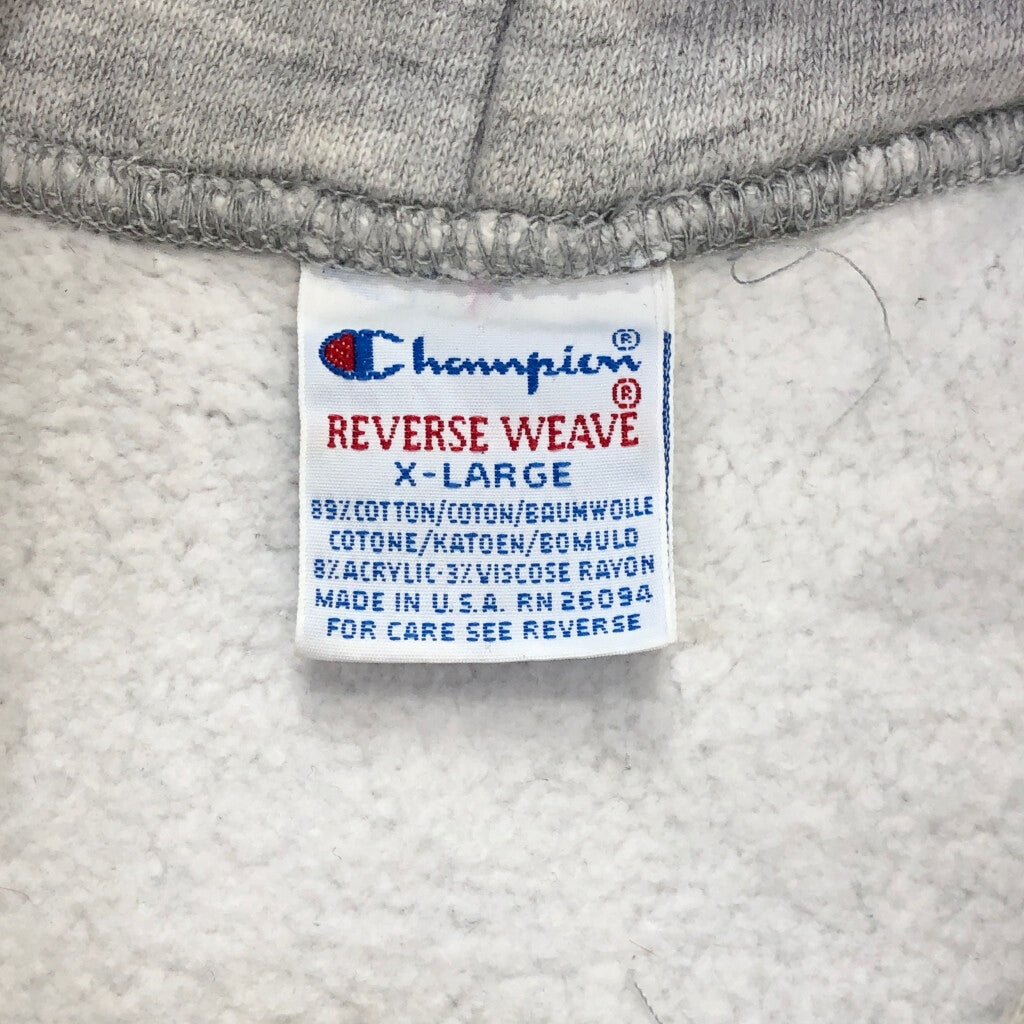 Champion®
REVERSE WEAVE®
X-LARGE
89% COTTON/COTON/BAUMWOLLE
COTONE/KATOEN/BOMULD
8% ACRYLIC·3% VISCOSE RAYON
MADE IN U.S.A. RN 26094
FOR CARE SEE REVERSE